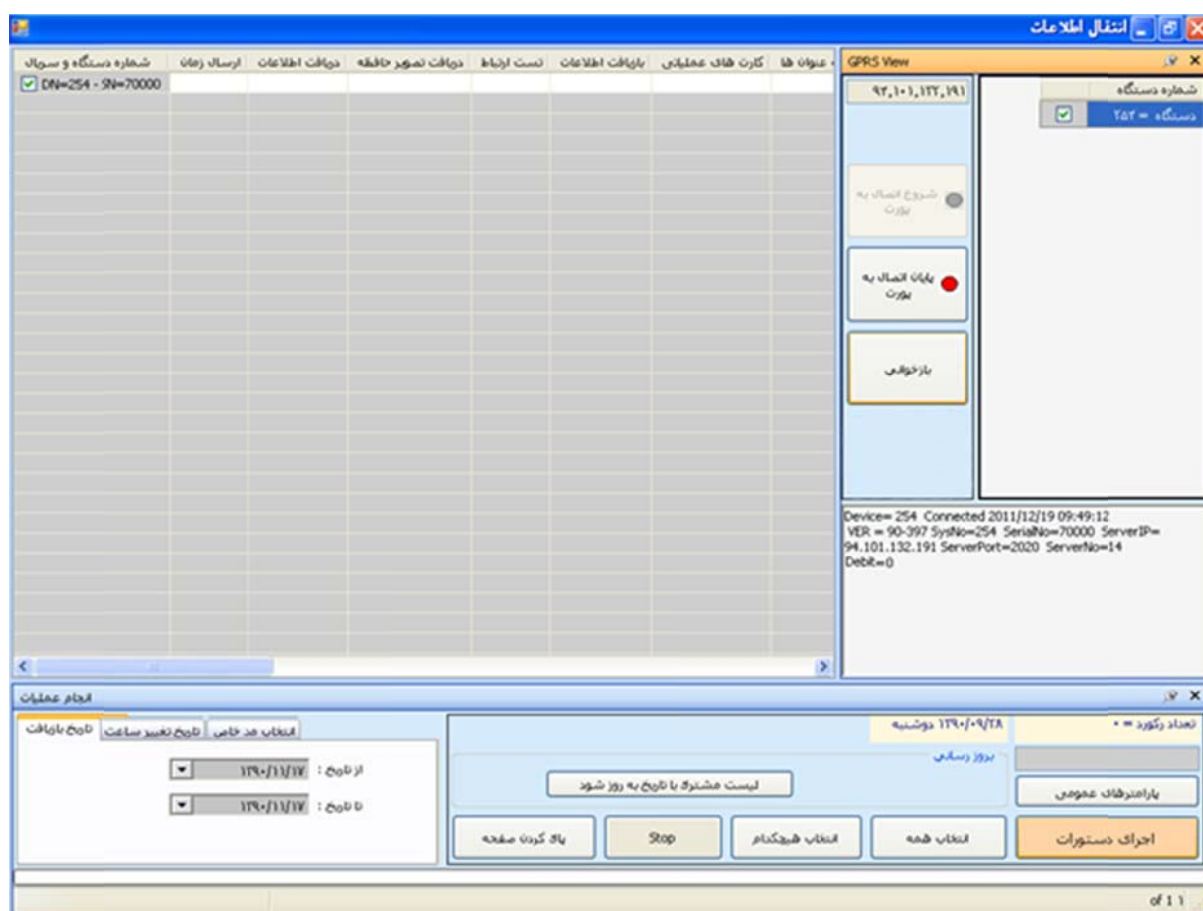 انتقال اطلاعات
شماره دستگاه و سریال
ارسال زمان
دریافت اطلاعات
دریافت تصویر حافظه
تست ارتباط
بازیافت اطلاعات
کارت های عملیاتی
عنوان ها
DN=254 - SN=70000
GPRS View
۹۴,۱۰۱,۱۳۲,۱۹۱
شماره دستگاه
دستگاه = ۲۵۴
شروع اتصال به
پورت
پایان اتصال به
پورت
بازخوانی
Device= 254 Connected 2011/12/19 09:49:12
VER = 90-397 SysNo=254 SerialNo=70000 ServerIP=
94.101.132.191 ServerPort=2020 ServerNo=14
Debit=0
انجام عملیات
تاریخ بازیافت
تاریخ تغییر ساعت
انتخاب مد خاص
از تاریخ : ۱۳۹۰/۱۱/۱۷
تا تاریخ : ۱۳۹۰/۱۱/۱۷
۱۳۹۰/۰۹/۲۸ دوشنبه
تعداد رکورد = ۰
بروز رسانی
لیست مشترک با تاریخ به روز شود
پارامترهای عمومی
اجرای دستورات
انتخاب همه
انتخاب هیچکدام
Stop
پاک کردن صفحه
of 1 ۱